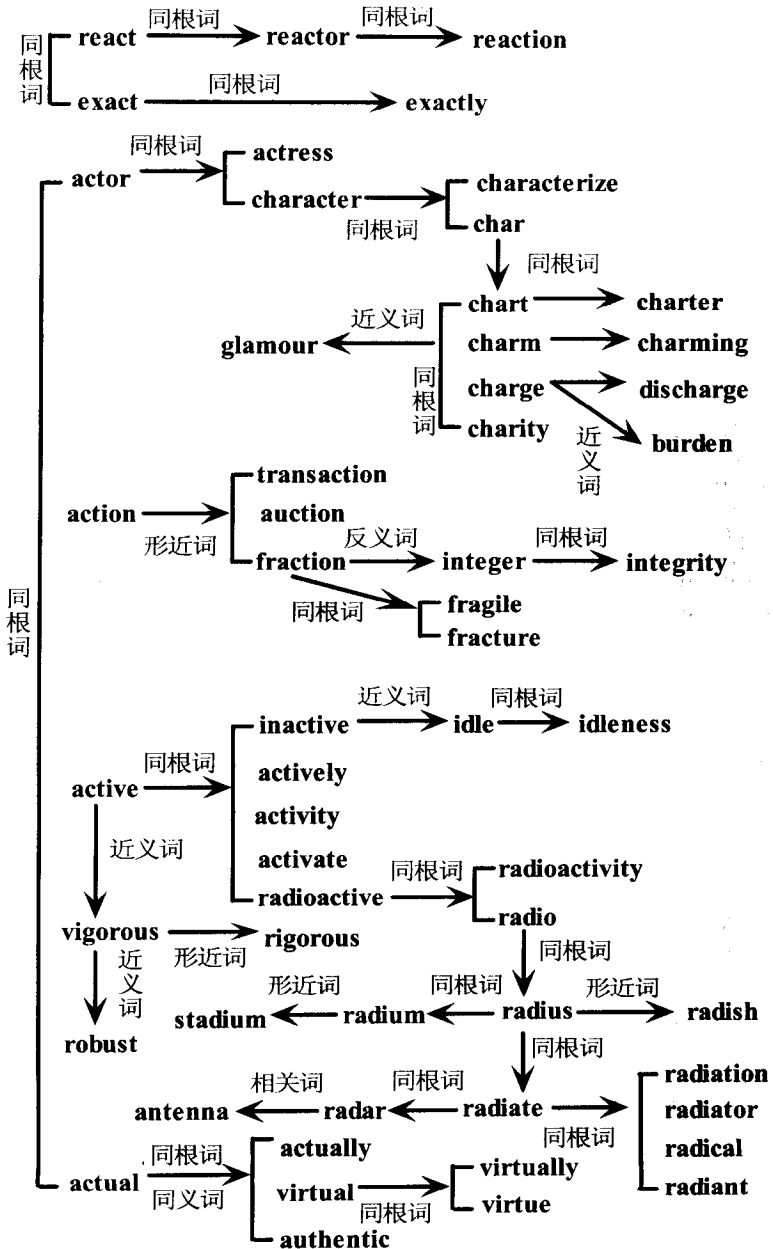 同根词 同根词
react reactor reaction
同根词
同根词
exact exactly
同根词 actress
actor
character characterize
同根词 char
同根词
chart charter
近义词
glamour charm charming
同根词
charge discharge
charity 近义词 burden
transaction
action auction
形近词 反义词 同根词
fraction integer integrity
同根词 fragile
fracture
同根词
近义词 同根词
inactive idle idleness
同根词 actively
active
activity
近义词
activate 同根词 radioactivity
radioactive
radio
vigorous rigorous
形近词 同根词
近义词
形近词 同根词 形近词
stadium radium radius radish
robust 同根词
radiation
相关词 同根词
antenna radar radiate radiator
同根词
actually radical
同根词 virtually
actual virtual radiant
同义词 同根词 virtue
authentic